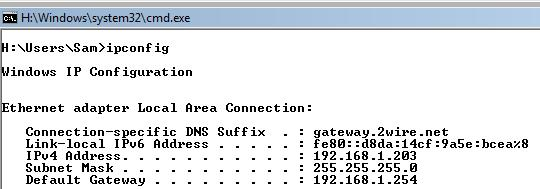 H:\Windows\system32\cmd.exe
H:\Users\Sam>ipconfig
Windows IP Configuration
Ethernet adapter Local Area Connection:
Connection-specific DNS Suffix  . : gateway.2wire.net
Link-local IPv6 Address . . . . . : fe80::d8da:14cf:9a5e:bcea%8
IPv4 Address. . . . . . . . . . . : 192.168.1.203
Subnet Mask . . . . . . . . . . . : 255.255.255.0
Default Gateway . . . . . . . . . : 192.168.1.254